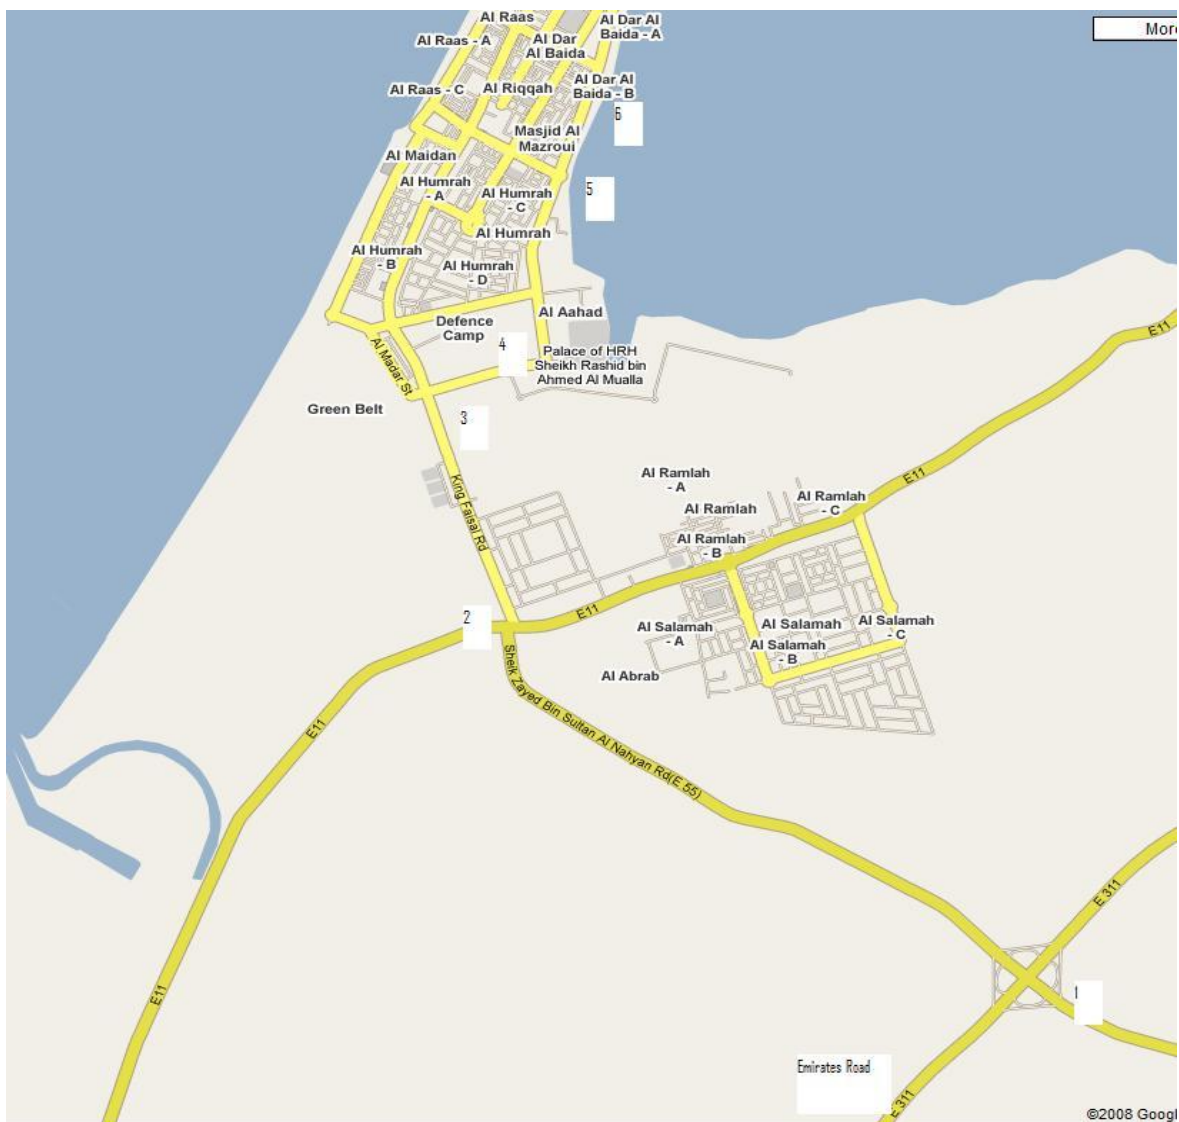 Al Raas
Al Dar Al
Baida - A
More
Al Raas - A
Al Dar
Al Baida
Al Raas - C
Al Riqqah
Al Dar Al
Baida - B
6
Masjid Al
Mazroui
Al Maidan
Al Humrah
- A
Al Humrah
- C
5
Al Humrah
Al Humrah
- B
Al Humrah
- D
Al Aahad
Defence
Camp
4
Palace of HRH
Sheikh Rashid bin
Ahmed Al Mualla
E11
Al Madar St
Green Belt
3
King Faisal Rd
Al Ramlah
- A
E11
Al Ramlah
- C
Al Ramlah
Al Ramlah
- B
2
E11
Al Salamah
- A
Al Salamah
Al Salamah
- C
Al Salamah
- B
Al Abrab
Sheik Zayed Bin Sultan Al Nahyan Rd(E 55)
E11
E 311
E11
1
Emirates Road
E 311
©2008 Googl